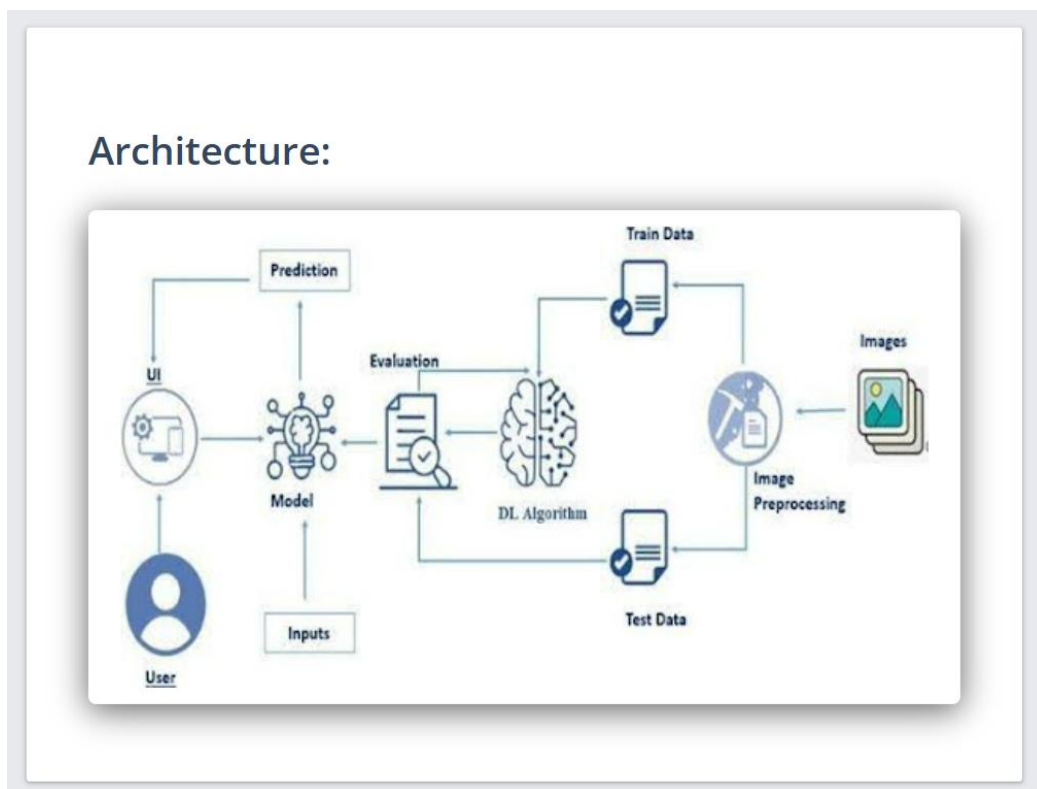 Architecture:
Train Data
Prediction
Images
Evaluation
UI
Image
Preprocessing
Model
DL Algorithm
Test Data
Inputs
User